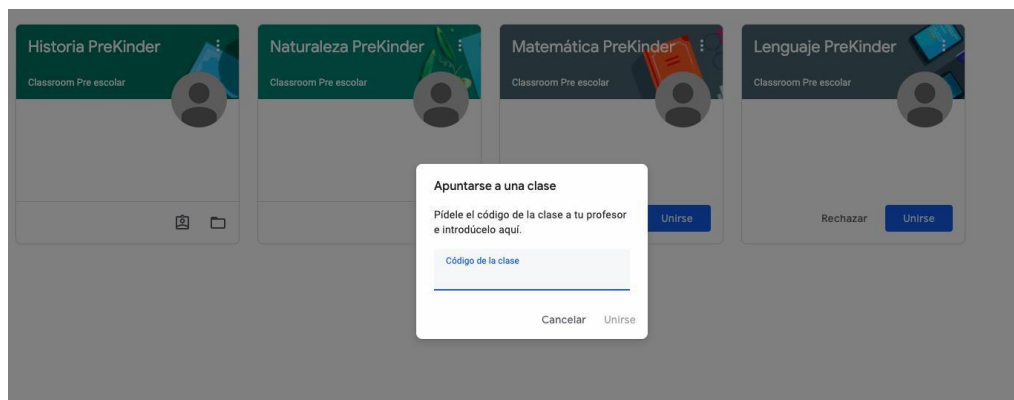 Historia PreKinder
Classroom Pre escolar
Naturaleza PreKinder
Classroom Pre escolar
Matemática PreKinder
Classroom Pre escolar
Lenguaje PreKinder
Classroom Pre escolar
Apuntarse a una clase
Pídele el código de la clase a tu profesor
e introdúcelo aquí.
Código de la clase
Cancelar Unirse
Unirse
Rechazar Unirse